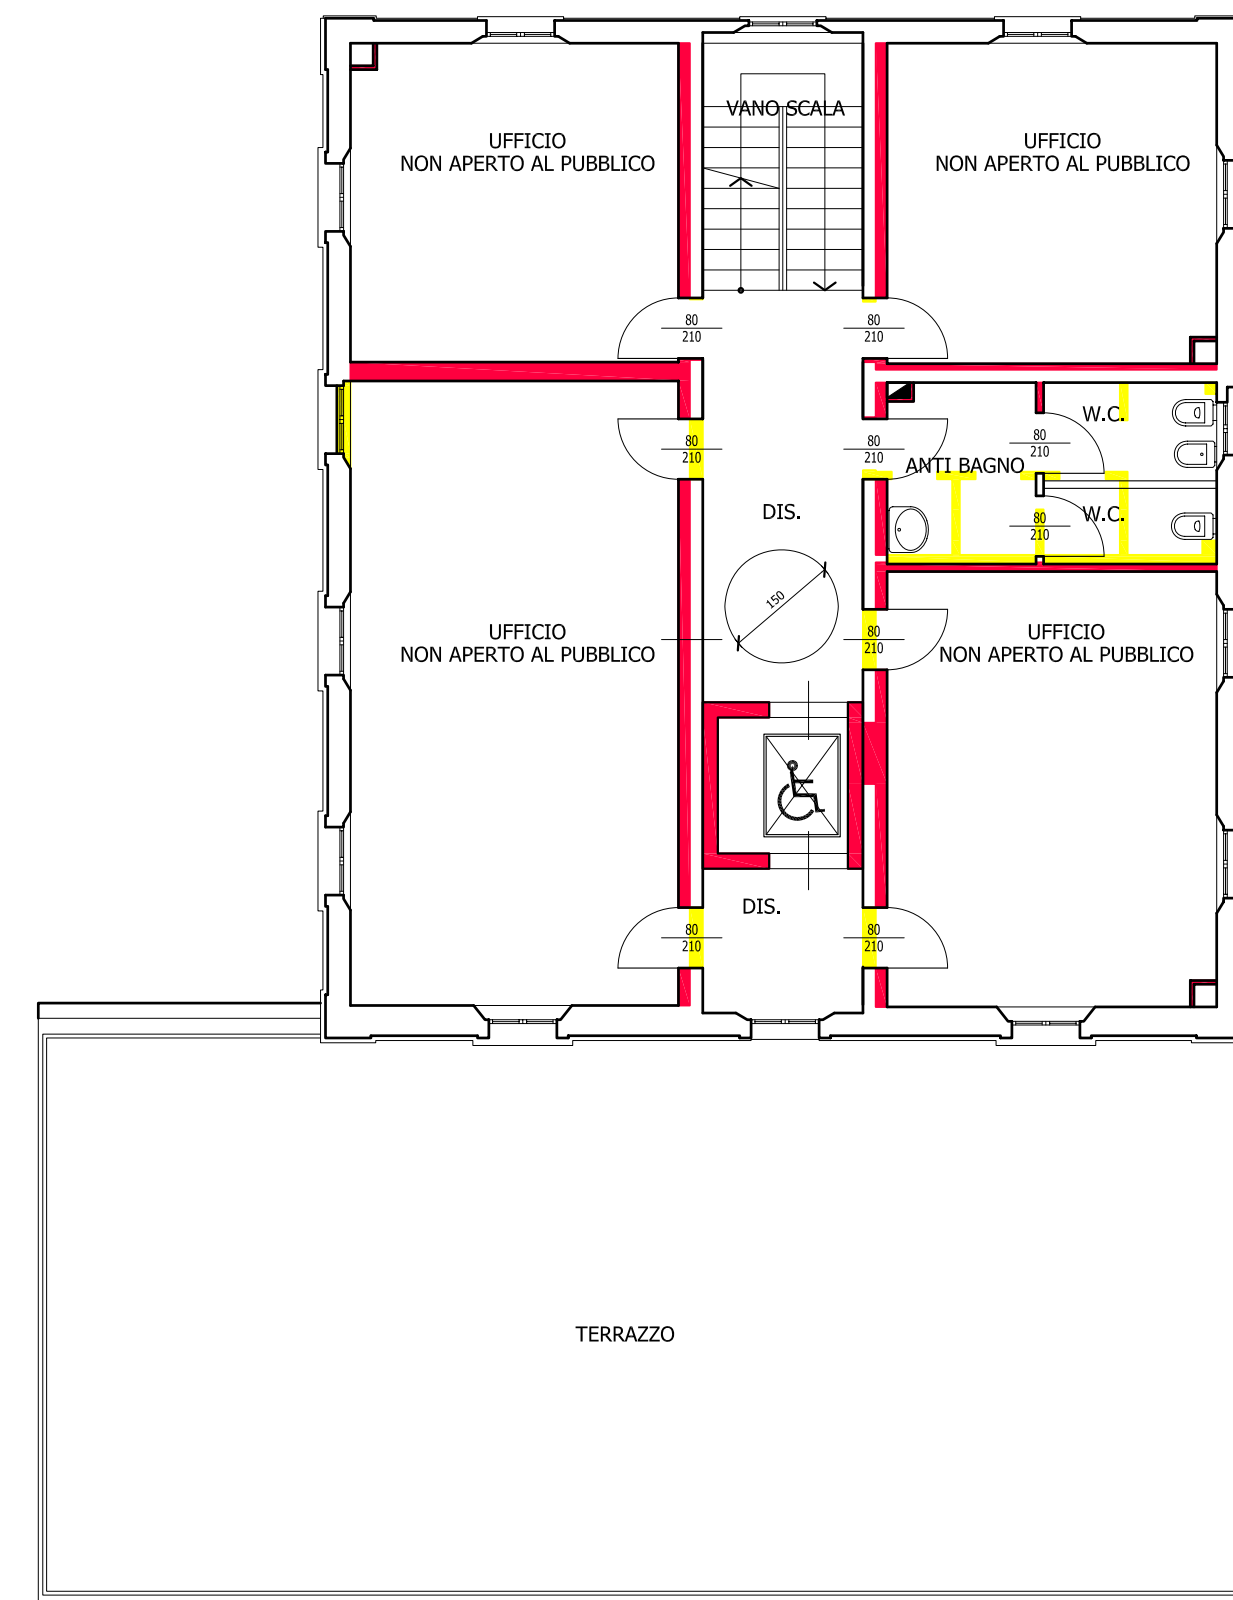 VANO SCALA
UFFICIO
NON APERTO AL PUBBLICO
UFFICIO
NON APERTO AL PUBBLICO
80
210
80
210
80
210
80
210
ANTI BAGNO
80
210
W.C.
80
210
W.C.
DIS.
150
UFFICIO
NON APERTO AL PUBBLICO
80
210
UFFICIO
NON APERTO AL PUBBLICO
DIS.
80
210
80
210
TERRAZZO